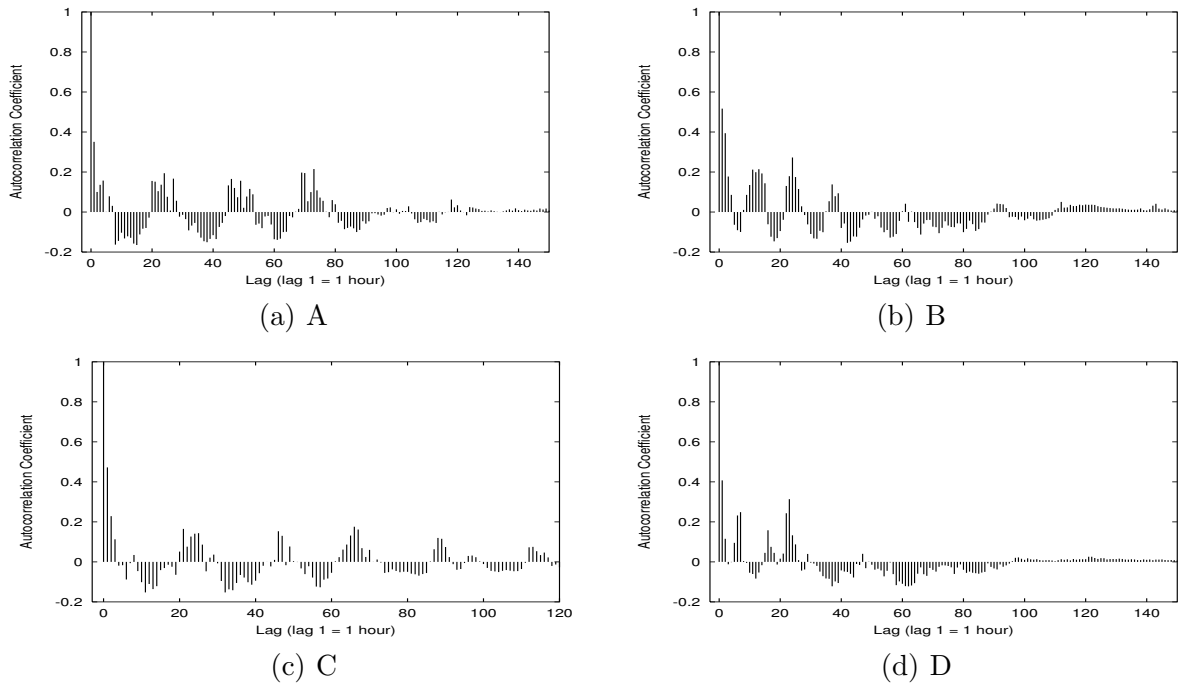 1
0.8
0.6
0.4
0.2
0
-0.2
Autocorrelation Coefficient
0 20 40 60 80 100 120 140
Lag (lag 1 = 1 hour)
(a) A
1
0.8
0.6
0.4
0.2
0
-0.2
Autocorrelation Coefficient
0 20 40 60 80 100 120 140
Lag (lag 1 = 1 hour)
(b) B
1
0.8
0.6
0.4
0.2
0
-0.2
Autocorrelation Coefficient
0 20 40 60 80 100 120
Lag (lag 1 = 1 hour)
(c) C
1
0.8
0.6
0.4
0.2
0
-0.2
Autocorrelation Coefficient
0 20 40 60 80 100 120 140
Lag (lag 1 = 1 hour)
(d) D